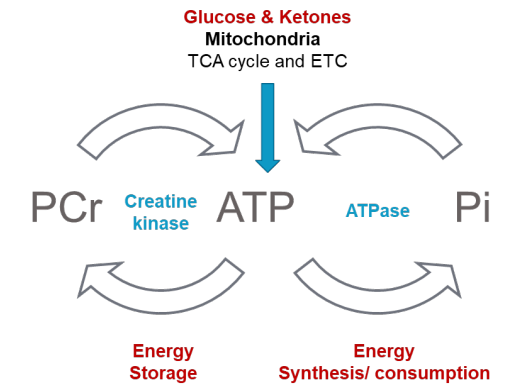 Glucose & Ketones
Mitochondria
TCA cycle and ETC
PCr
Creatine
kinase
ATP
ATPase
Pi
Energy
Storage
Energy
Synthesis/ consumption